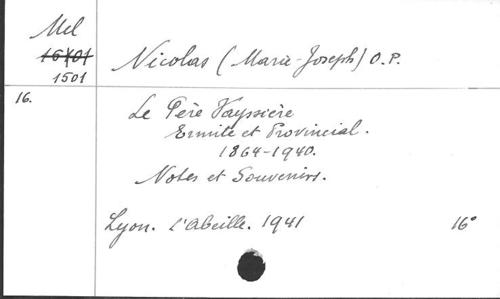 Mel
16401
1501
Nicolas (Marie-Joseph) O.P.
16.
Le Père Vayssière
Ermite et Provincial.
1864-1940.
Notes et Souvenirs.
Lyon. l'Abeille. 1941 16°